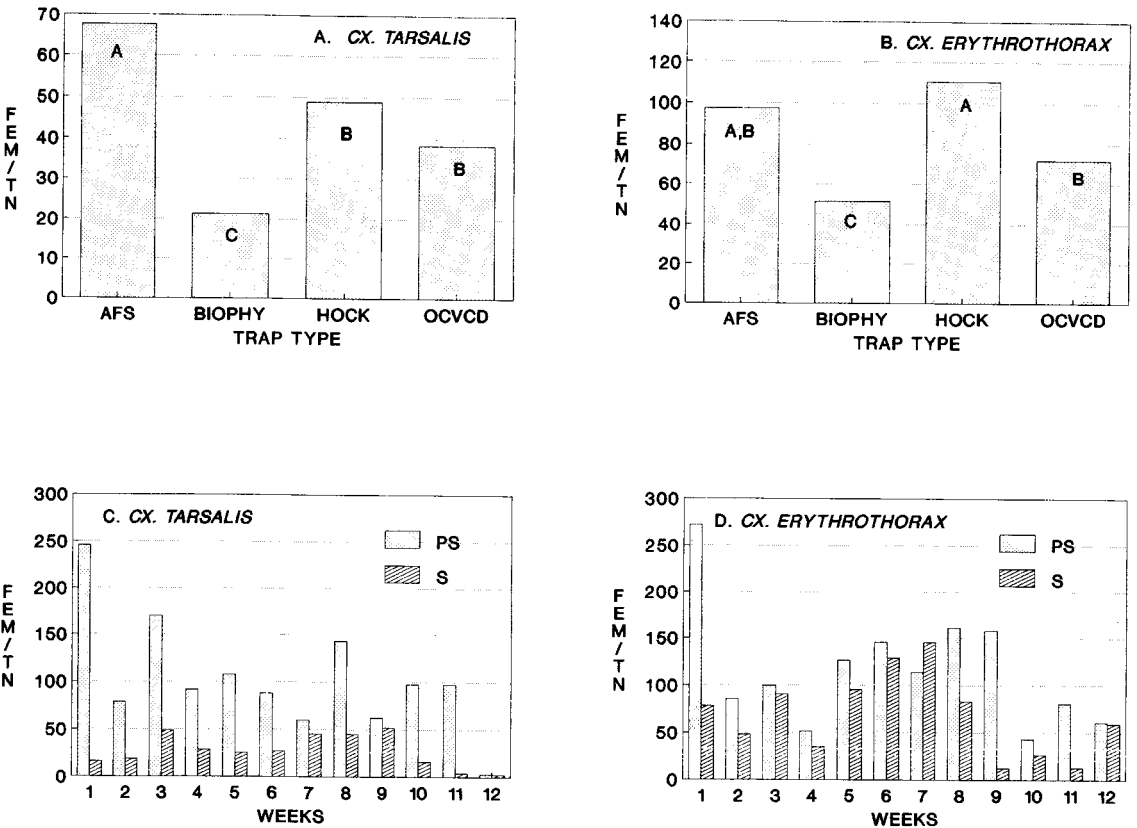 A. CX. TARSALIS
70
60
50
40
30
20
10
0
FEM/TN
A
C
B
B
AFS BIOPHY HOCK OCVCD
TRAP TYPE
B. CX. ERYTHROTHORAX
140
120
100
80
60
40
20
0
FEM/TN
A,B
C
A
B
AFS BIOPHY HOCK OCVCD
TRAP TYPE
C. CX. TARSALIS
300
250
200
150
100
50
0
FEM/TN
PS
S
1 2 3 4 5 6 7 8 9 10 11 12
WEEKS
D. CX. ERYTHROTHORAX
300
250
200
150
100
50
0
FEM/TN
PS
S
1 2 3 4 5 6 7 8 9 10 11 12
WEEKS